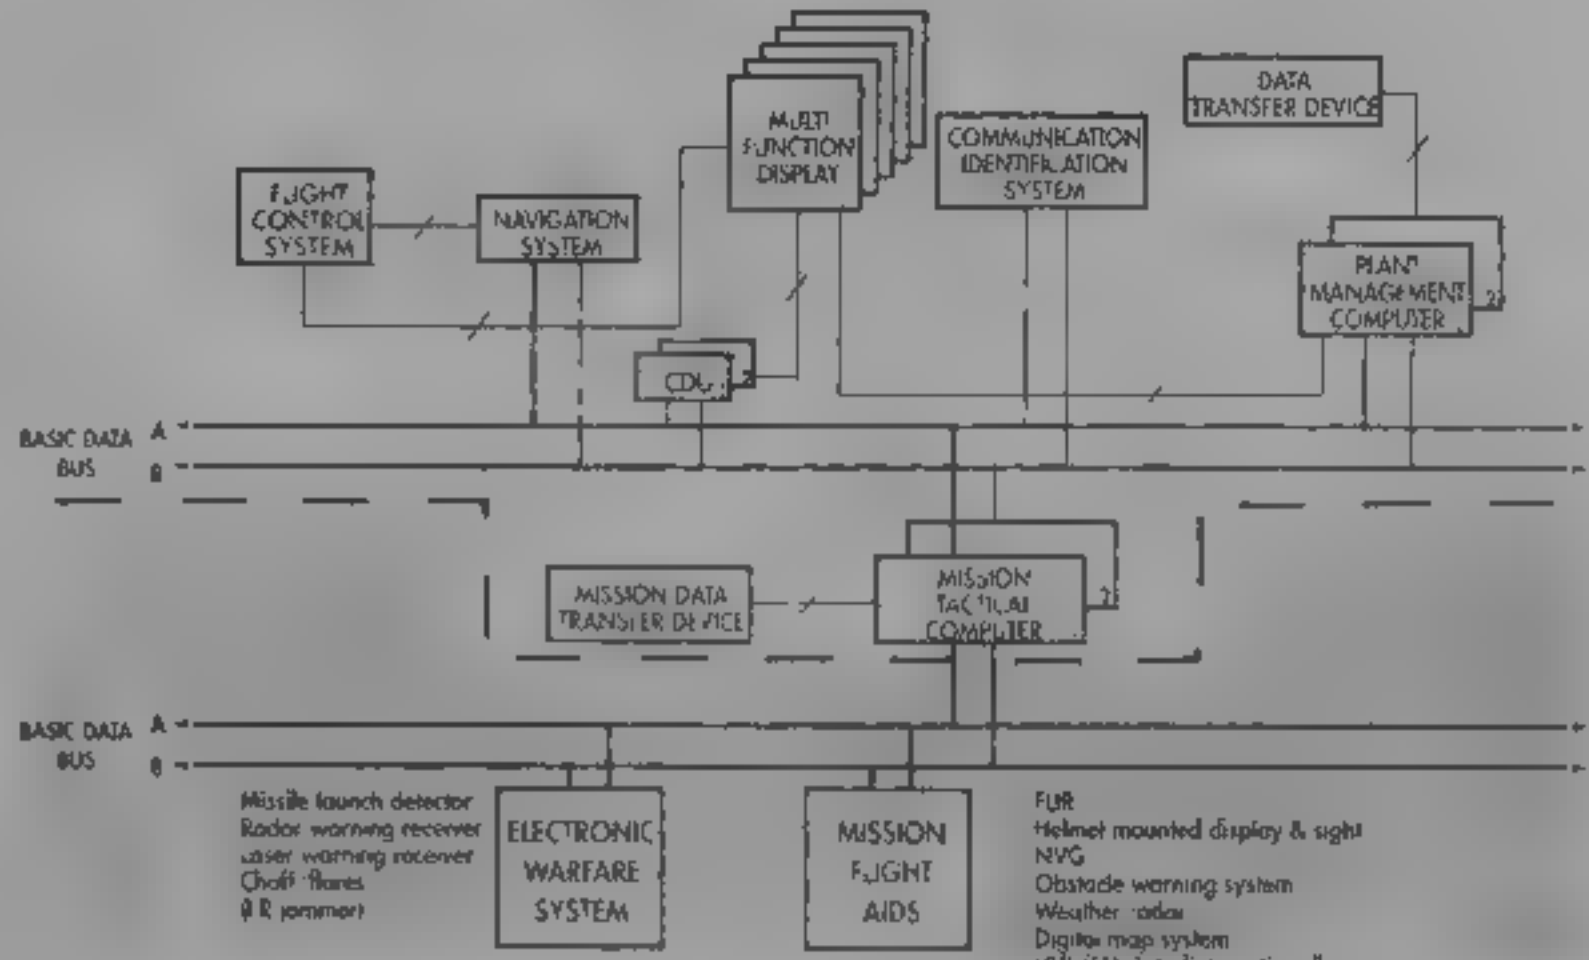 DATA
TRANSFER DEVICE
MULTI
FUNCTION
DISPLAY
COMMUNICATION
IDENTIFICATION
SYSTEM
FLIGHT
CONTROL
SYSTEM
NAVIGATION
SYSTEM
PLANT
MANAGEMENT
COMPUTER
2
CDU
2
BASIC DATA
BUS
A
B
MISSION DATA
TRANSFER DEVICE
MISSION
TACTICAL
COMPUTER
2
BASIC DATA
BUS
A
B
Missile launch detector
Radar warning receiver
Laser warning receiver
Chaff flares
ELECTRONIC
WARFARE
SYSTEM
MISSION
FLIGHT
AIDS
FLIR
Helmet mounted display & sight
NVG
Obstacle warning system
Weather radar
Digital map system